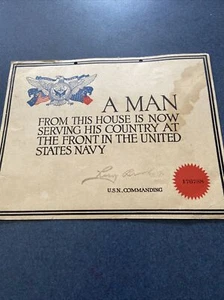 A MAN
FROM THIS HOUSE IS NOW
SERVING HIS COUNTRY AT
THE FRONT IN THE UNITED
STATES NAVY
U.S.N. COMMANDING